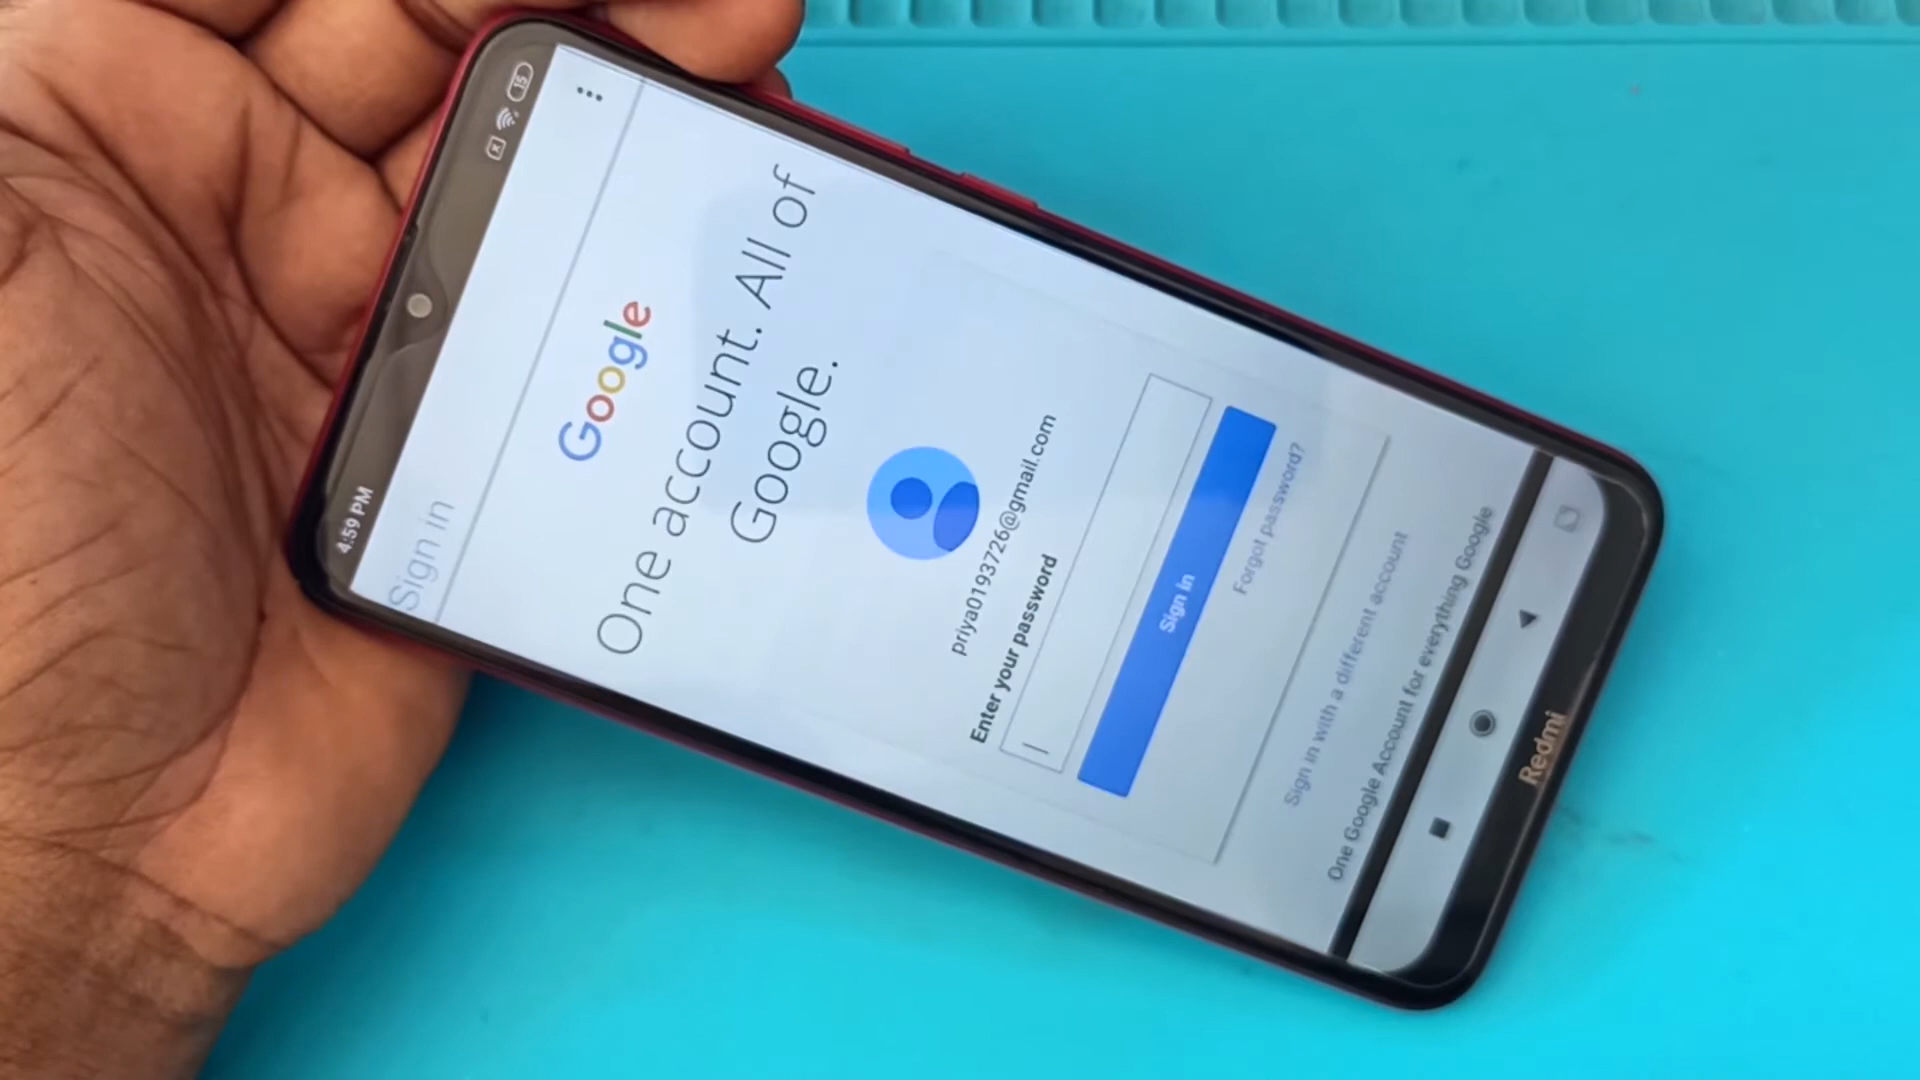 4:59 PM
15
Sign in
Google
One account. All of
Google.
priya0193726@gmail.com
Enter your password
Sign in
Forgot password?
Sign in with a different account
One Google Account for everything Google
Redmi